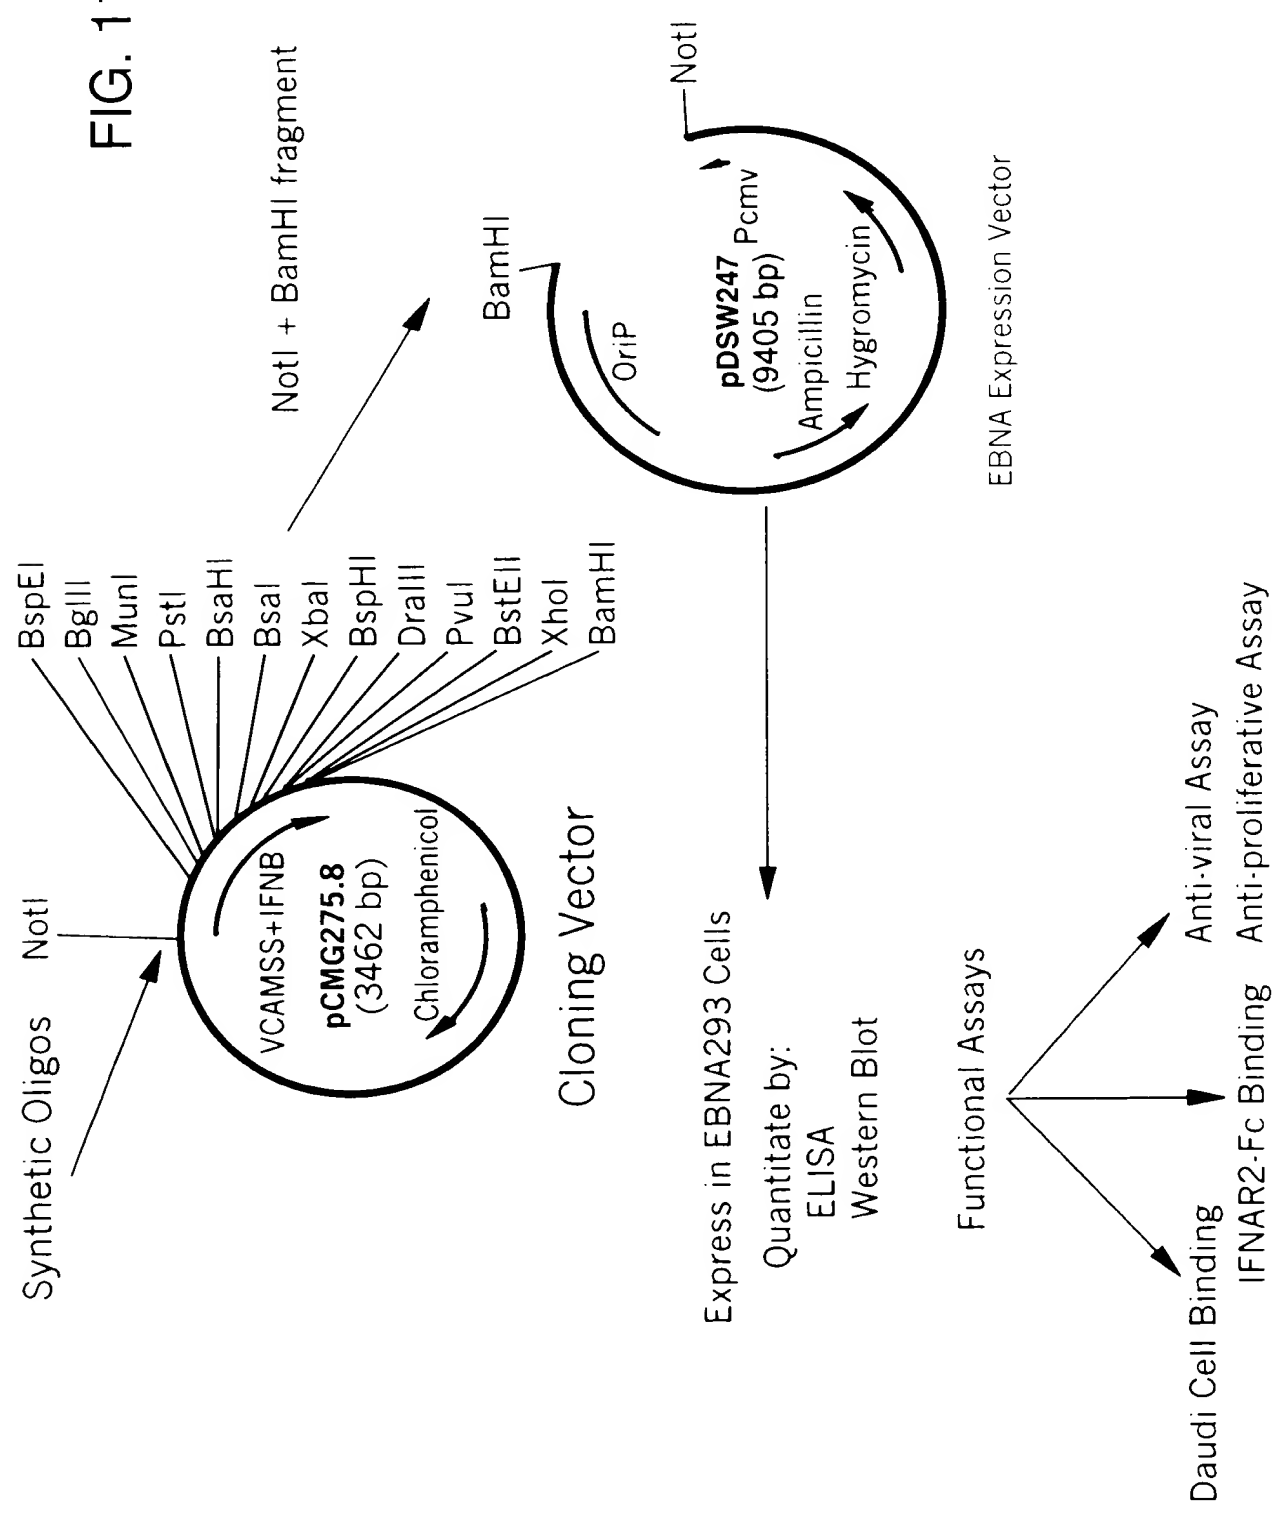 FIG. 11
Synthetic Oligos
NotI
BspEI
BglII
MunI
PstI
BsaHI
BsaI
XbaI
BspHI
DraIII
PvuI
BstEII
XhoI
BamHI
VCAMSS+IFNB
pCMG275.8
(3462 bp)
Chloramphenicol
Cloning Vector
NotI + BamHI fragment
BamHI
NotI
OriP
Pcmv
pDSW247
(9405 bp)
Ampicillin
Hygromycin
EBNA Expression Vector
Express in EBNA293 Cells
Quantitate by:
ELISA
Western Blot
Functional Assays
Daudi Cell Binding
IFNAR2-Fc Binding
Anti-viral Assay
Anti-proliferative Assay